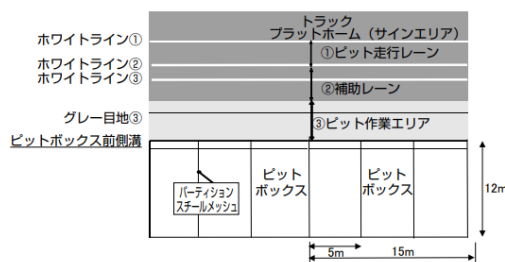 トラック
プラットホーム（サインエリア）
ホワイトライン①
①ピット走行レーン
ホワイトライン②
ホワイトライン③
②補助レーン
グレー目地③
③ピット作業エリア
ピットボックス前側溝
ピット
ボックス
ピット
ボックス
パーティション
スチールメッシュ
12m
5m
15m